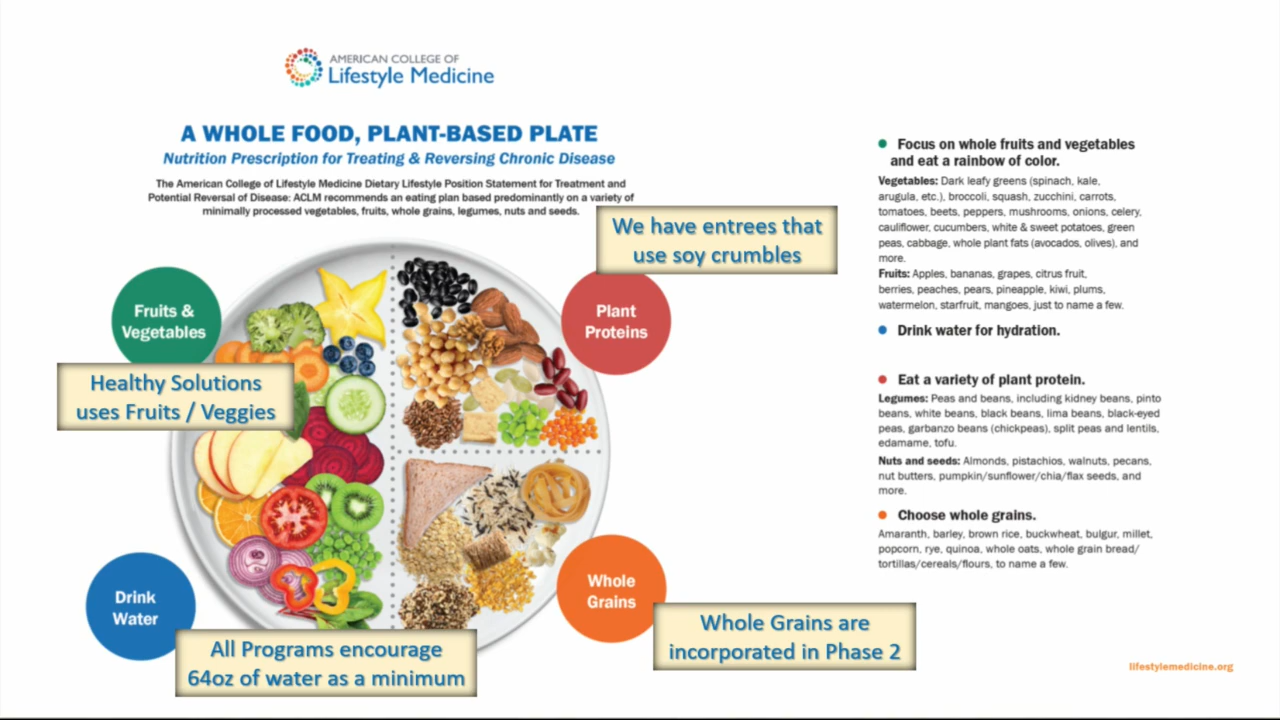 AMERICAN COLLEGE OF
Lifestyle Medicine
A WHOLE FOOD, PLANT-BASED PLATE
Nutrition Prescription for Treating & Reversing Chronic Disease
The American College of Lifestyle Medicine Dietary Lifestyle Position Statement for Treatment and
Potential Reversal of Disease: ACLM recommends an eating plan based predominantly on a variety of
minimally processed vegetables, fruits, whole grains, legumes, nuts and seeds.
We have entrees that
use soy crumbles
Fruits &
Vegetables
Plant
Proteins
Healthy Solutions
uses Fruits / Veggies
Drink
Water
Whole
Grains
All Programs encourage
64oz of water as a minimum
Whole Grains are
incorporated in Phase 2
Focus on whole fruits and vegetables
and eat a rainbow of color.
Vegetables: Dark leafy greens (spinach, kale,
arugula, etc.), broccoli, squash, zucchini, carrots,
tomatoes, beets, peppers, mushrooms, onions, celery,
cauliflower, cucumbers, white & sweet potatoes, green
peas, cabbage, whole plant fats (avocados, olives), and
more.
Fruits: Apples, bananas, grapes, citrus fruit,
berries, peaches, pears, pineapple, kiwi, plums,
watermelon, starfruit, mangoes, just to name a few.
Drink water for hydration.
Eat a variety of plant protein.
Legumes: Peas and beans, including kidney beans, pinto
beans, white beans, black beans, lima beans, black-eyed
peas, garbanzo beans (chickpeas), split peas and lentils,
edamame, tofu.
Nuts and seeds: Almonds, pistachios, walnuts, pecans,
nut butters, pumpkin/sunflower/chia/flax seeds, and
more.
Choose whole grains.
Amaranth, barley, brown rice, buckwheat, bulgur, millet,
popcorn, rye, quinoa, whole oats, whole grain bread/
tortillas/cereals/flours, to name a few.
lifestylemedicine.org